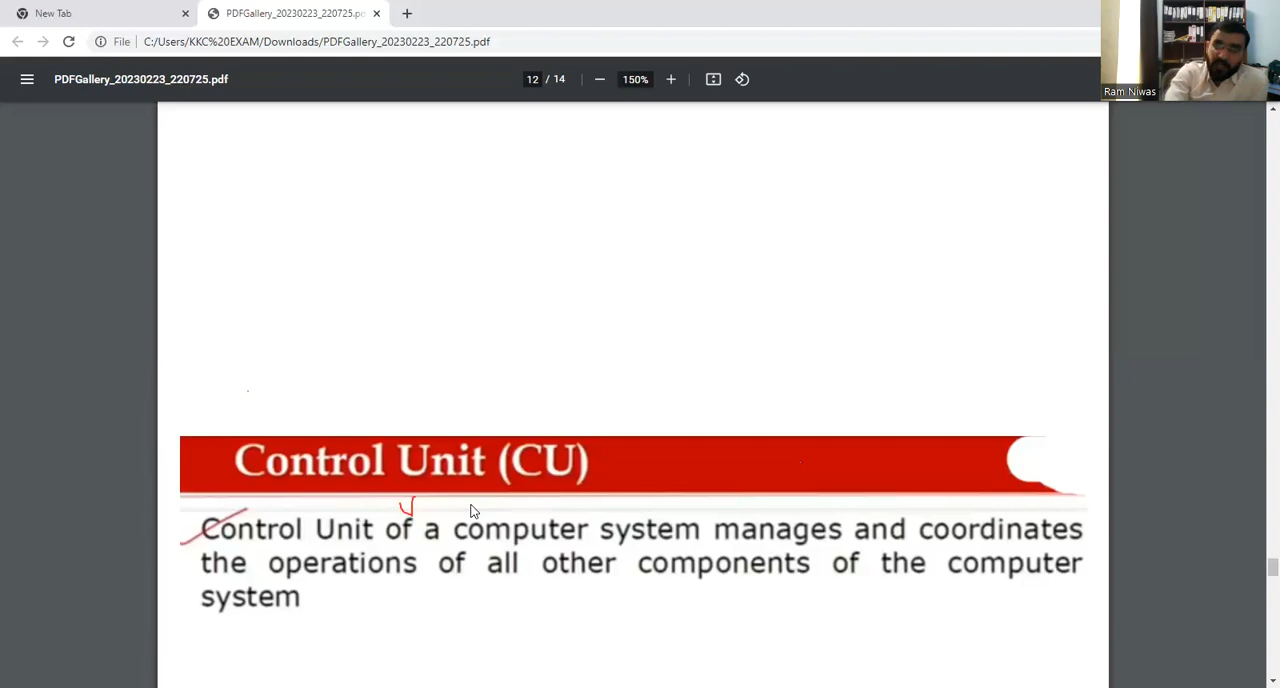 New Tab
PDFGallery_20230223_220725.pdf
File
C:/Users/KKC%20EXAM/Downloads/PDFGallery_20230223_220725.pdf
PDFGallery_20230223_220725.pdf
12 / 14
150%
Ram Niwas
Control Unit (CU)
Control Unit of a computer system manages and coordinates
the operations of all other components of the computer
system